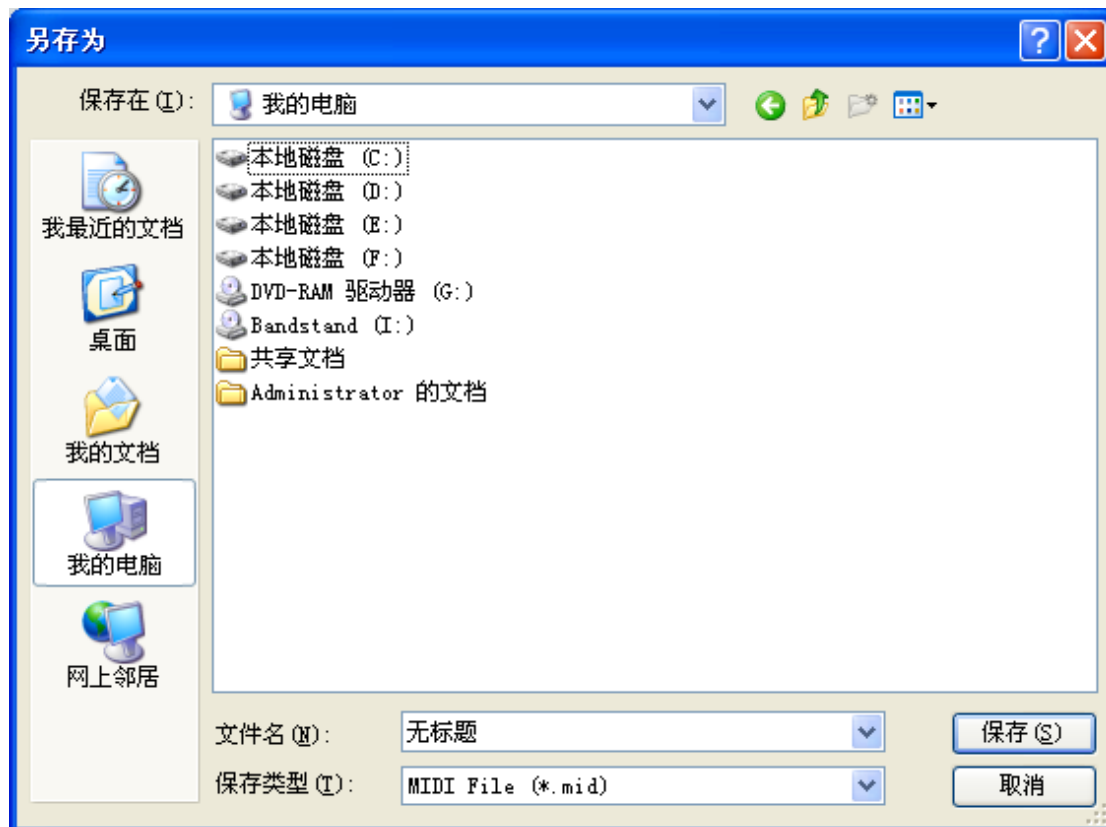 另存为
保存在(I):
我的电脑
本地磁盘 (C:)
本地磁盘 (D:)
本地磁盘 (E:)
本地磁盘 (F:)
DVD-RAM 驱动器 (G:)
Bandstand (I:)
共享文档
Administrator 的文档
我最近的文档
桌面
我的文档
我的电脑
网上邻居
文件名(N):
无标题
保存(S)
保存类型(T):
MIDI File (*.mid)
取消